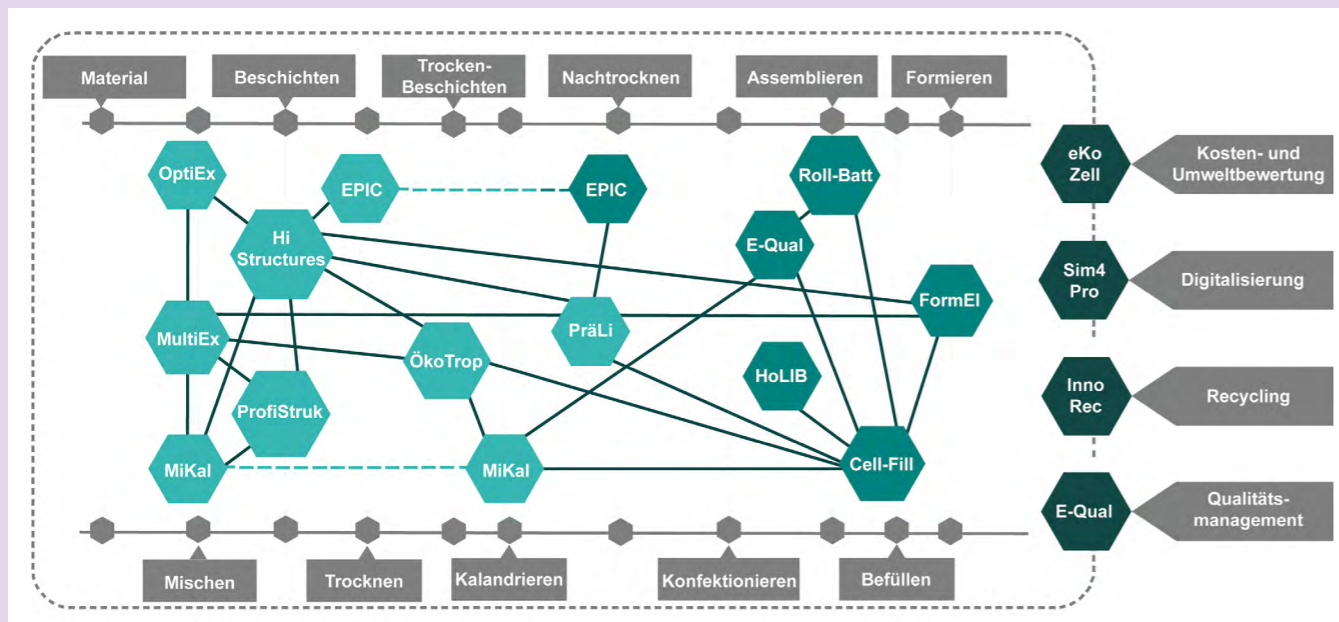 Material
Beschichten
Trocken-
Beschichten
Nachtrocknen
Assemblieren
Formieren
OptiEx
EPIC
EPIC
Roll-Batt
Hi
Structures
E-Qual
FormEl
MultiEx
PräLi
ÖkoTrop
HoLIB
ProfiStruk
MiKal
MiKal
Cell-Fill
Mischen
Trocknen
Kalandrieren
Konfektionieren
Befüllen
eKo
Zell
Kosten- und
Umweltbewertung
Sim4
Pro
Digitalisierung
Inno
Rec
Recycling
E-Qual
Qualitäts-
management